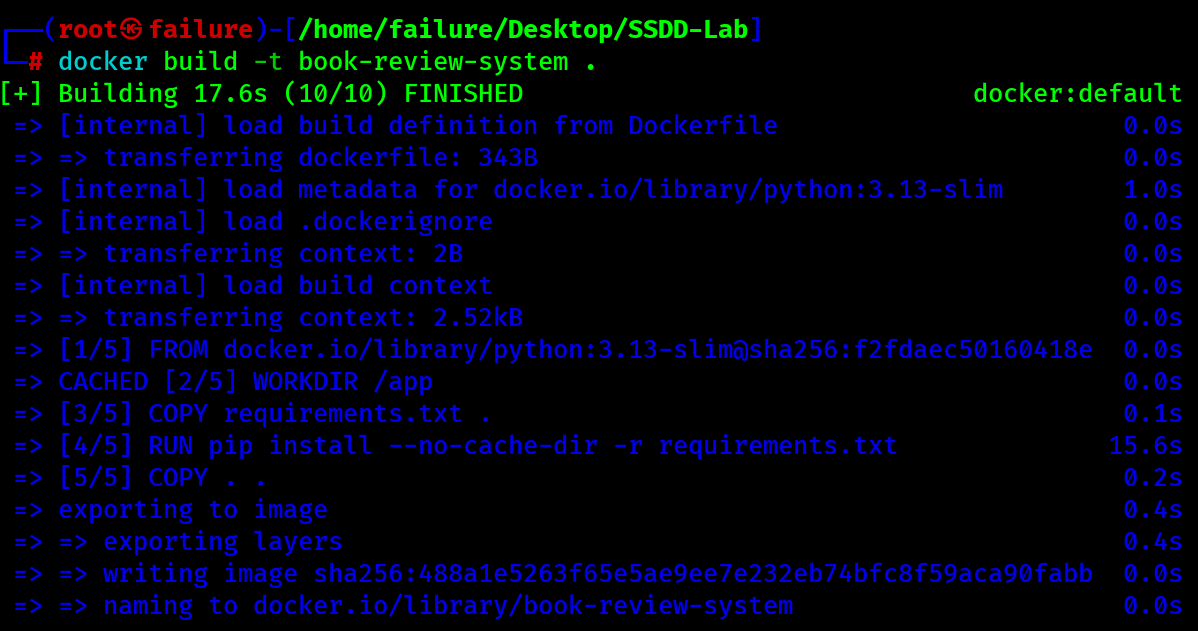 ┌──(root㉿failure)-[/home/failure/Desktop/SSDD-Lab]
└─# docker build -t book-review-system .
[+] Building 17.6s (10/10) FINISHED docker:default
=> [internal] load build definition from Dockerfile 0.0s
=> => transferring dockerfile: 343B 0.0s
=> [internal] load metadata for docker.io/library/python:3.13-slim 1.0s
=> [internal] load .dockerignore 0.0s
=> => transferring context: 2B 0.0s
=> [internal] load build context 0.0s
=> => transferring context: 2.52kB 0.0s
=> [1/5] FROM docker.io/library/python:3.13-slim@sha256:f2fdaec50160418e 0.0s
=> CACHED [2/5] WORKDIR /app 0.0s
=> [3/5] COPY requirements.txt . 0.1s
=> [4/5] RUN pip install --no-cache-dir -r requirements.txt 15.6s
=> [5/5] COPY . . 0.2s
=> exporting to image 0.4s
=> => exporting layers 0.4s
=> => writing image sha256:488a1e5263f65e5ae9ee7e232eb74bfc8f59aca90fabb 0.0s
=> => naming to docker.io/library/book-review-system 0.0s